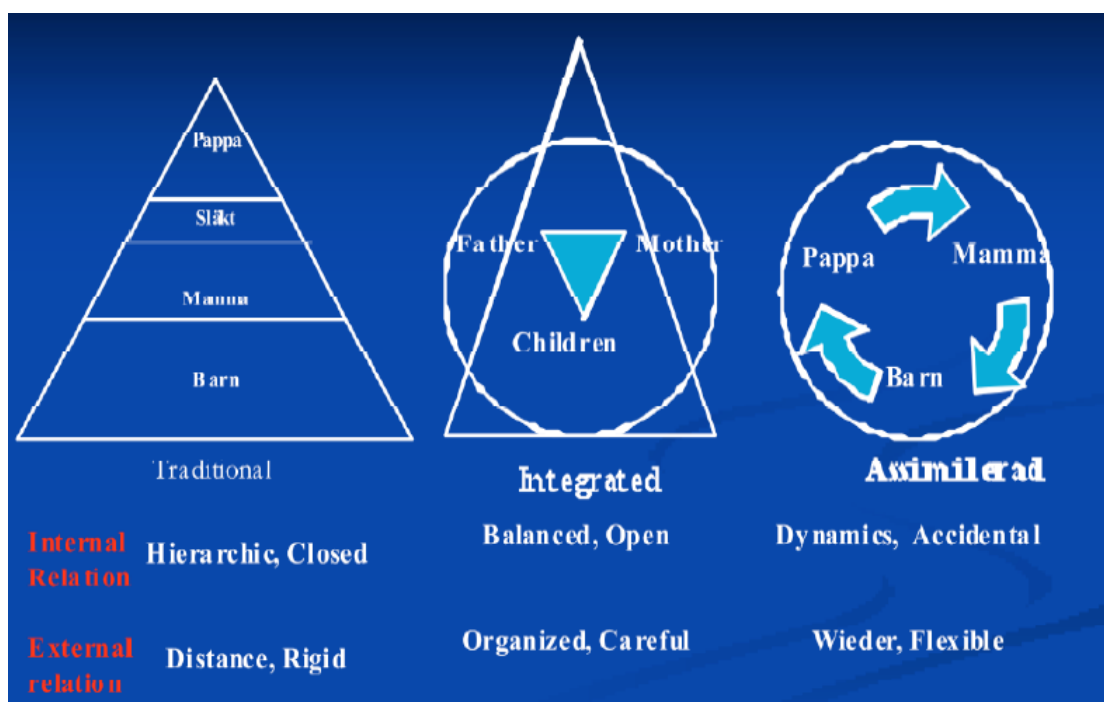 Pappa
Släkt
Mamma
Barn
Traditional
Father
Mother
Children
Integrated
Pappa
Mamma
Barn
Assimilerad
Internal Relation
Hierarchic, Closed
Balanced, Open
Dynamics, Accidental
External relation
Distance, Rigid
Organized, Careful
Wieder, Flexible